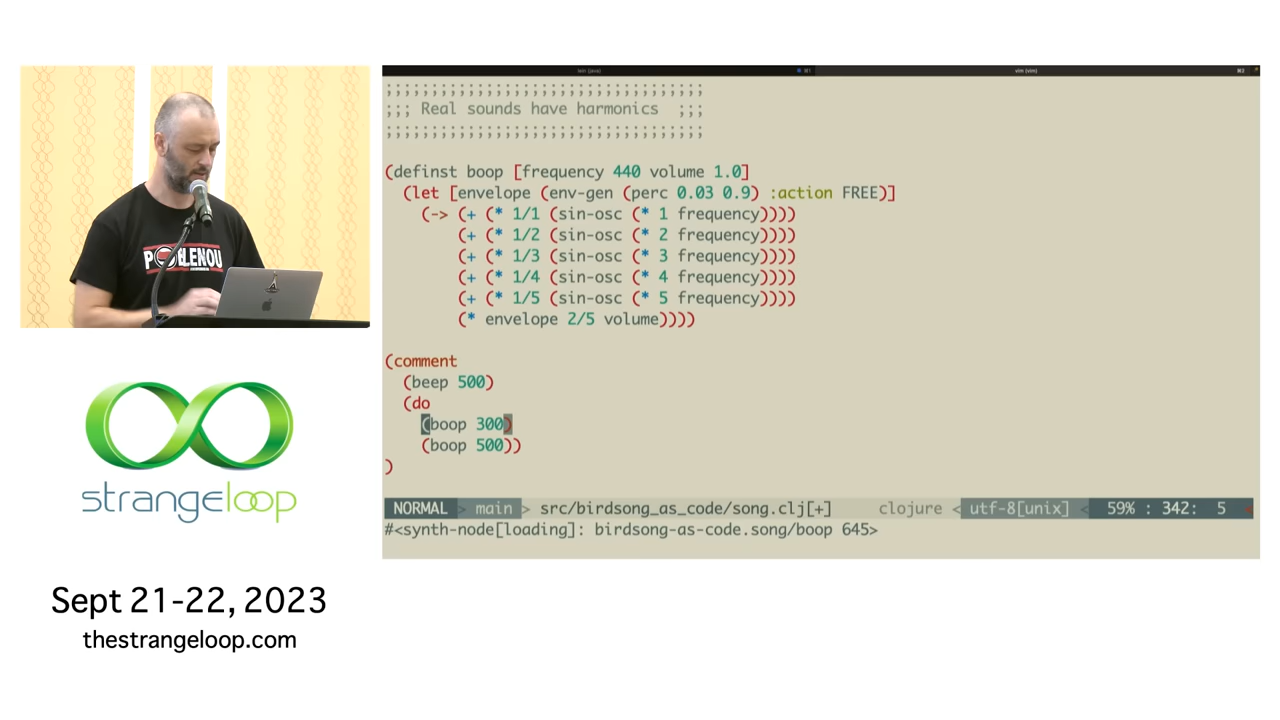 vim (vim)
;;;;;;;;;;;;;;;;;;;;;;;;;;;;;;;;;;;
;;; Real sounds have harmonics  ;;;
;;;;;;;;;;;;;;;;;;;;;;;;;;;;;;;;;;;
(definst boop [frequency 440 volume 1.0]
(let [envelope (env-gen (perc 0.03 0.9) :action FREE)]
(-> (+ (* 1/1 (sin-osc (* 1 frequency))))
(+ (* 1/2 (sin-osc (* 2 frequency))))
(+ (* 1/3 (sin-osc (* 3 frequency))))
(+ (* 1/4 (sin-osc (* 4 frequency))))
(+ (* 1/5 (sin-osc (* 5 frequency))))
(* envelope 2/5 volume))))
(comment
(beep 500)
(do
(boop 300)
(boop 500))
)
NORMAL > main > src/birdsong_as_code/song.clj[+] clojure < utf-8[unix] < 59% : 342: 5
#<synth-node[loading]: birdsong-as-code.song/boop 645>
POBLENOU
strangeloop
Sept 21-22, 2023
thestrangeloop.com